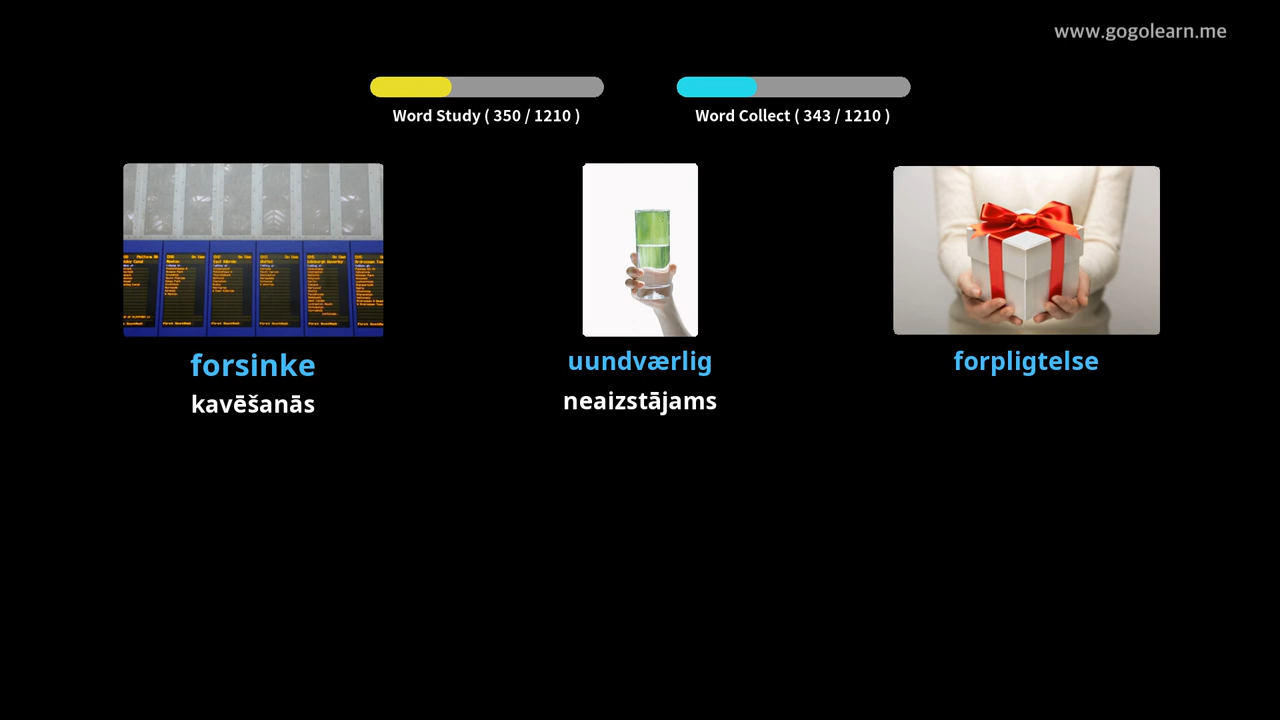 www.gogolearn.me
Word Study ( 350 / 1210 )
Word Collect ( 343 / 1210 )
forsinke
uundværlig
forpligtelse
kavēšanās
neaizstājams